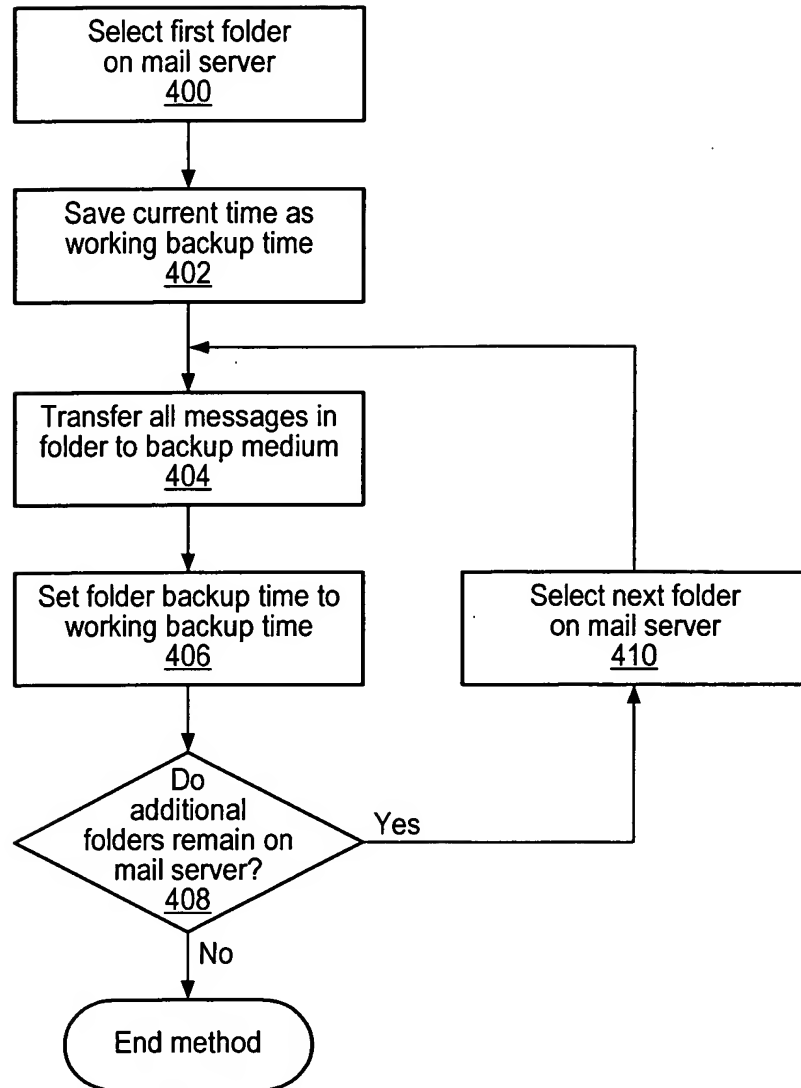 Select first folder
on mail server
400
Save current time as
working backup time
402
Transfer all messages in
folder to backup medium
404
Set folder backup time to
working backup time
406
Select next folder
on mail server
410
Do
additional
folders remain on
mail server?
408
Yes
No
End method